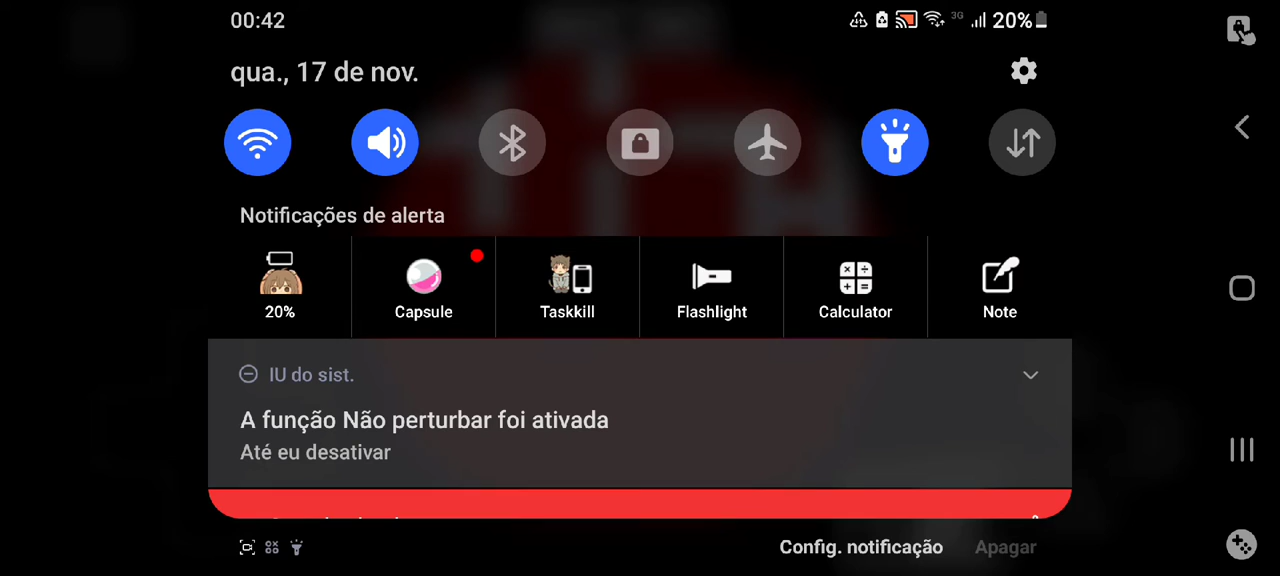 00:42
3G
20%
qua., 17 de nov.
Notificações de alerta
20%
Capsule
Taskkill
Flashlight
Calculator
Note
IU do sist.
A função Não perturbar foi ativada
Até eu desativar
Config. notificação
Apagar